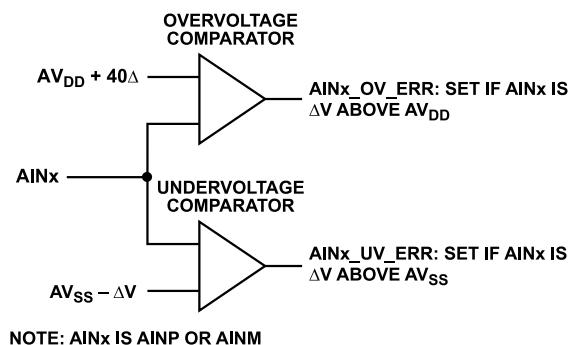 OVERVOLTAGE
COMPARATOR
AVDD + 40Δ
AINx_OV_ERR: SET IF AINx IS
ΔV ABOVE AVDD
AINx
UNDERVOLTAGE
COMPARATOR
AINx_UV_ERR: SET IF AINx IS
ΔV ABOVE AVSS
AVSS – ΔV
NOTE: AINx IS AINP OR AINM